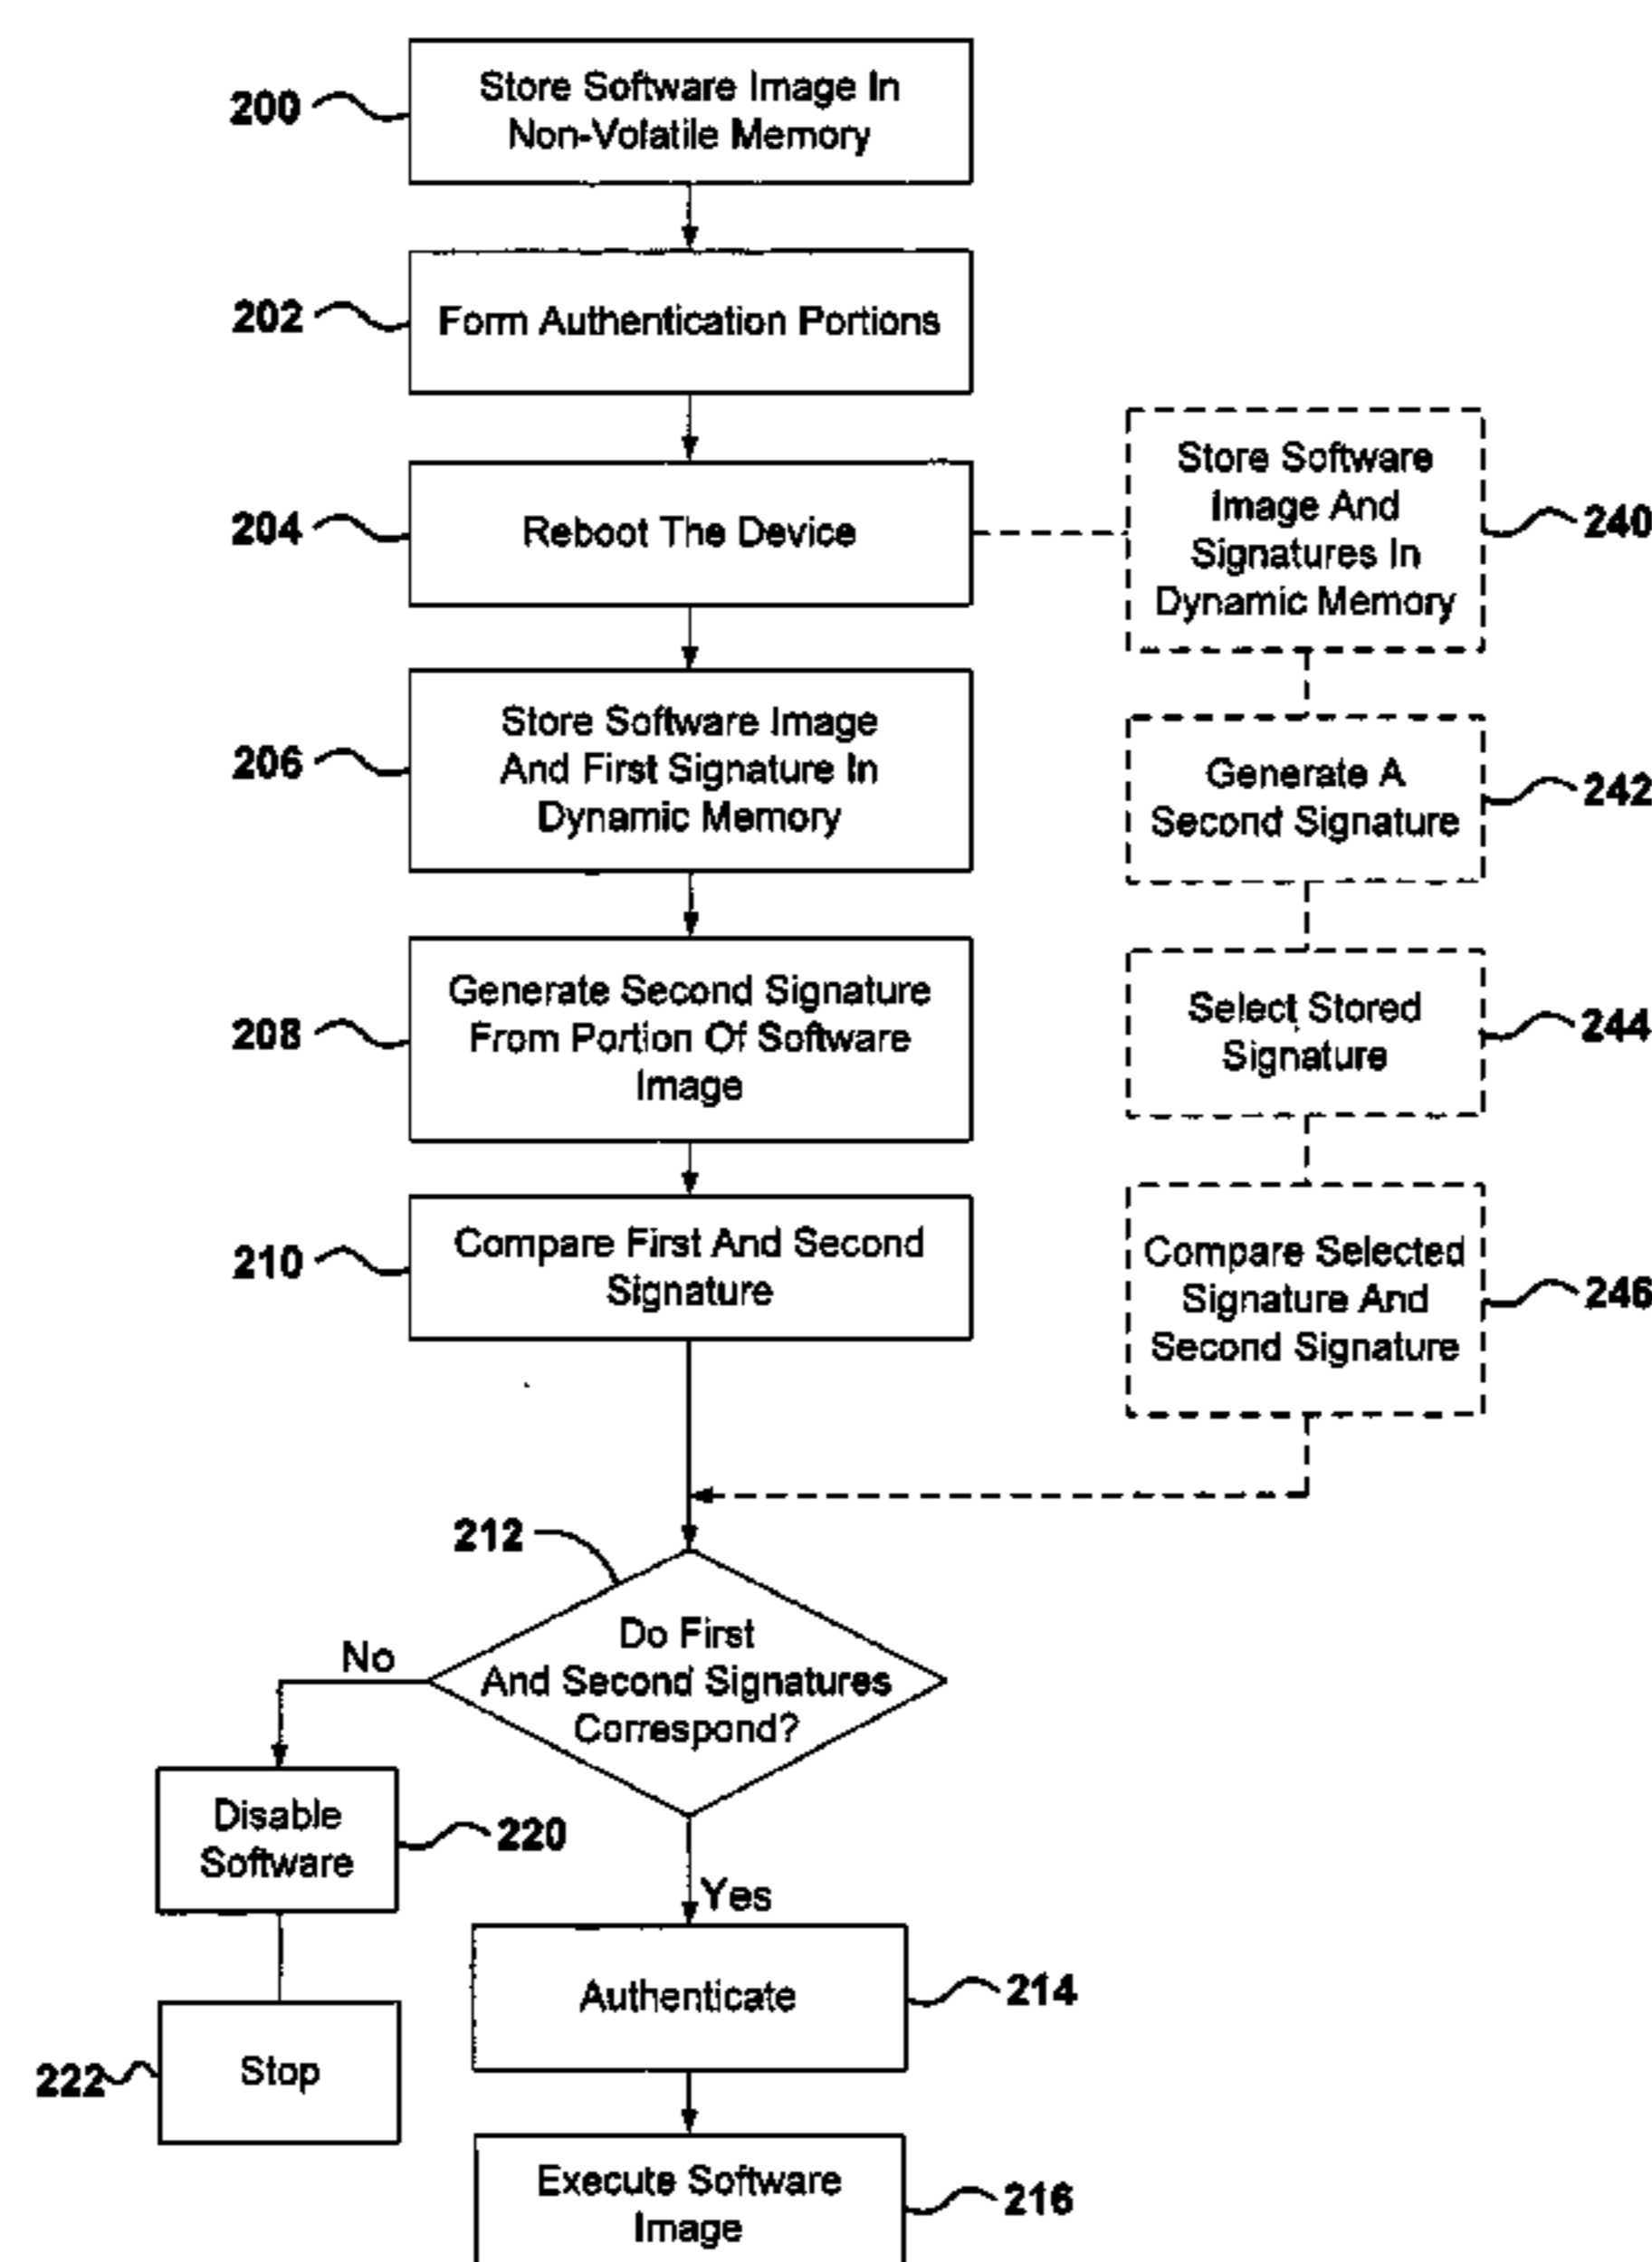 200
Store Software Image In
Non-Volatile Memory
202
Form Authentication Portions
204
Reboot The Device
Store Software
Image And
Signatures In
Dynamic Memory
240
206
Store Software Image
And First Signature In
Dynamic Memory
Generate A
Second Signature
242
208
Generate Second Signature
From Portion Of Software
Image
Select Stored
Signature
244
210
Compare First And Second
Signature
Compare Selected
Signature And
Second Signature
246
212
Do First
And Second Signatures
Correspond?
No
Disable
Software
220
Yes
Authenticate
214
222
Stop
Execute Software
Image
216